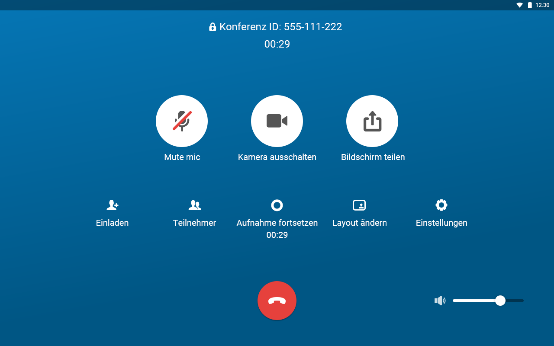 12.30
Konferenz ID: 555-111-222
00:29
Mute mic
Kamera ausschalten
Bildschirm teilen
Einladen
Teilnehmer
Aufnahme fortsetzen
00:29
Layout ändern
Einstellungen